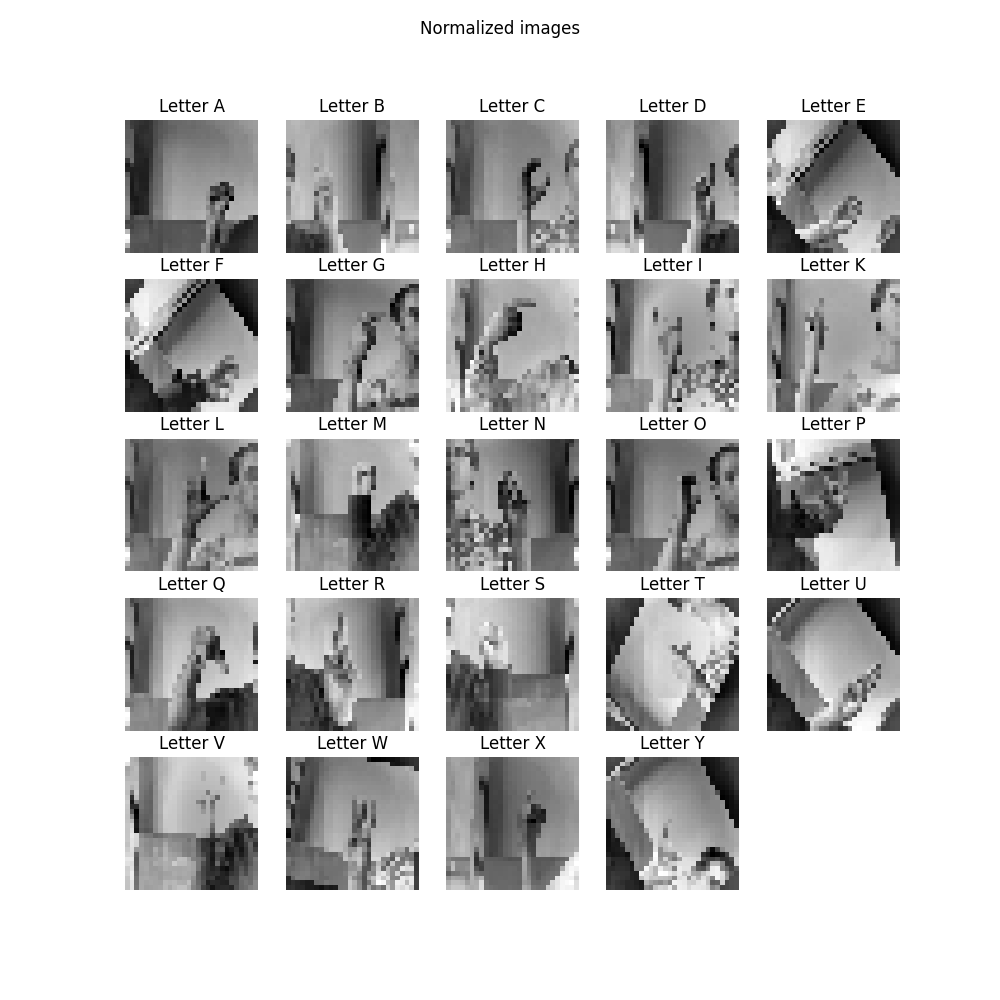 Normalized images
Letter A Letter B Letter C Letter D Letter E
Letter F Letter G Letter H Letter I Letter K
Letter L Letter M Letter N Letter O Letter P
Letter Q Letter R Letter S Letter T Letter U
Letter V Letter W Letter X Letter Y